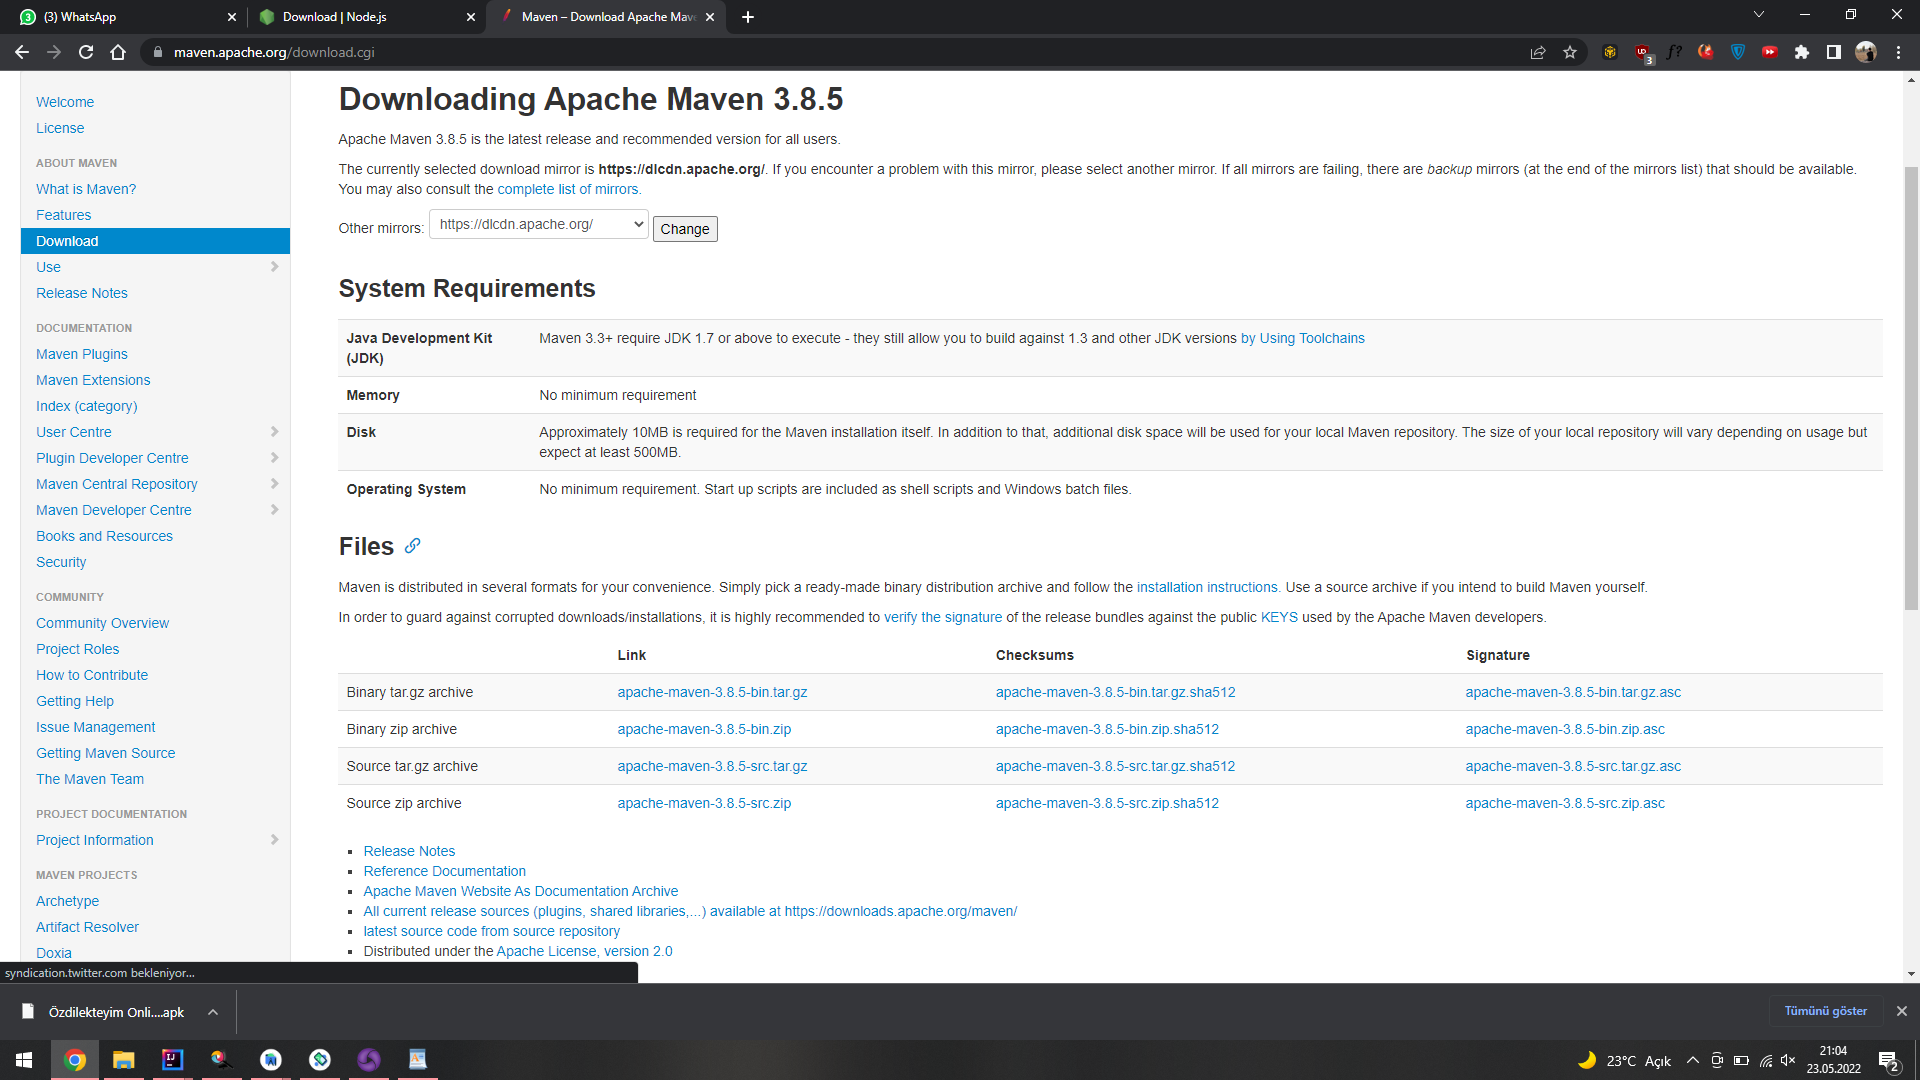 (3) WhatsApp
Download | Node.js
Maven – Download Apache Mave
maven.apache.org/download.cgi
3
Welcome
License
ABOUT MAVEN
What is Maven?
Features
Download
Use
Release Notes
DOCUMENTATION
Maven Plugins
Maven Extensions
Index (category)
User Centre
Plugin Developer Centre
Maven Central Repository
Maven Developer Centre
Books and Resources
Security
COMMUNITY
Community Overview
Project Roles
How to Contribute
Getting Help
Issue Management
Getting Maven Source
The Maven Team
PROJECT DOCUMENTATION
Project Information
MAVEN PROJECTS
Archetype
Artifact Resolver
Doxia
Downloading Apache Maven 3.8.5
Apache Maven 3.8.5 is the latest release and recommended version for all users.
The currently selected download mirror is https://dlcdn.apache.org/. If you encounter a problem with this mirror, please select another mirror. If all mirrors are failing, there are backup mirrors (at the end of the mirrors list) that should be available.
You may also consult the complete list of mirrors.
Other mirrors: https://dlcdn.apache.org/ Change
System Requirements
Java Development Kit Maven 3.3+ require JDK 1.7 or above to execute - they still allow you to build against 1.3 and other JDK versions by Using Toolchains
(JDK)
Memory No minimum requirement
Disk Approximately 10MB is required for the Maven installation itself. In addition to that, additional disk space will be used for your local Maven repository. The size of your local repository will vary depending on usage but
expect at least 500MB.
Operating System No minimum requirement. Start up scripts are included as shell scripts and Windows batch files.
Files
Maven is distributed in several formats for your convenience. Simply pick a ready-made binary distribution archive and follow the installation instructions. Use a source archive if you intend to build Maven yourself.
In order to guard against corrupted downloads/installations, it is highly recommended to verify the signature of the release bundles against the public KEYS used by the Apache Maven developers.
Link Checksums Signature
Binary tar.gz archive apache-maven-3.8.5-bin.tar.gz apache-maven-3.8.5-bin.tar.gz.sha512 apache-maven-3.8.5-bin.tar.gz.asc
Binary zip archive apache-maven-3.8.5-bin.zip apache-maven-3.8.5-bin.zip.sha512 apache-maven-3.8.5-bin.zip.asc
Source tar.gz archive apache-maven-3.8.5-src.tar.gz apache-maven-3.8.5-src.tar.gz.sha512 apache-maven-3.8.5-src.tar.gz.asc
Source zip archive apache-maven-3.8.5-src.zip apache-maven-3.8.5-src.zip.sha512 apache-maven-3.8.5-src.zip.asc
Release Notes
Reference Documentation
Apache Maven Website As Documentation Archive
All current release sources (plugins, shared libraries,...) available at https://downloads.apache.org/maven/
latest source code from source repository
Distributed under the Apache License, version 2.0
syndication.twitter.com bekleniyor...
Özdilekteyim Onli....apk
Tümünü göster
23°C Açık
21:04
23.05.2022
2